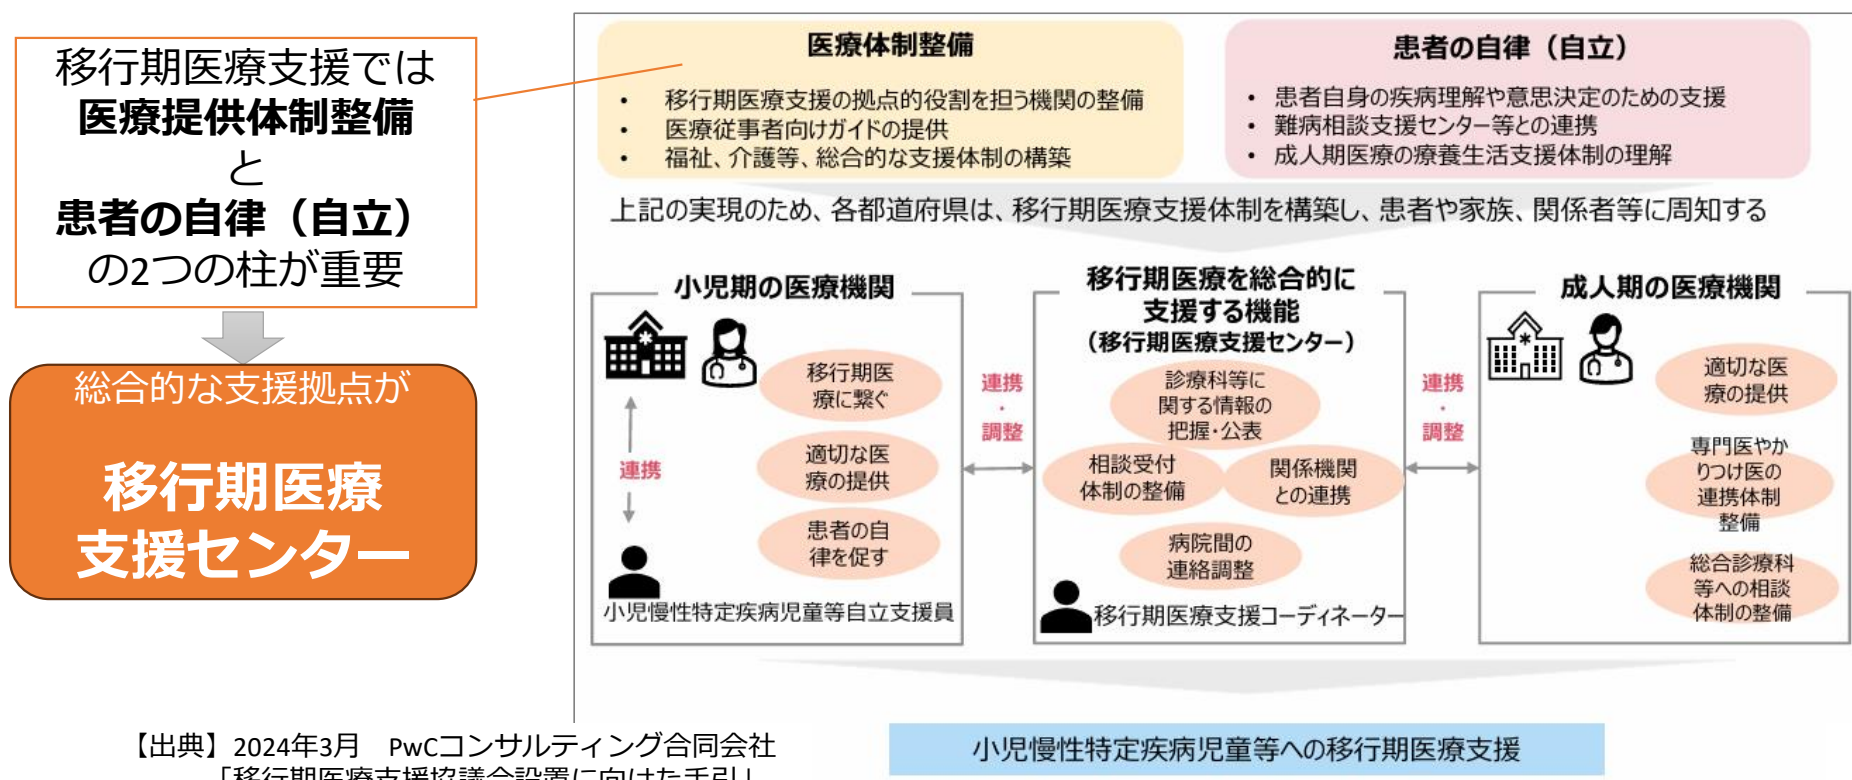 移行期医療支援では
医療提供体制整備
と
患者の自律（自立）
の2つの柱が重要
総合的な支援拠点が
移行期医療
支援センター
医療体制整備
• 移行期医療支援の拠点的役割を担う機関の整備
• 医療従事者向けガイドの提供
• 福祉、介護等、総合的な支援体制の構築
患者の自律（自立）
• 患者自身の疾病理解や意思決定のための支援
• 難病相談支援センター等との連携
• 成人期医療の療養生活支援体制の理解
上記の実現のため、各都道府県は、移行期医療支援体制を構築し、患者や家族、関係者等に周知する
小児期の医療機関
移行期医
療に繋ぐ
適切な医
療の提供
患者の自
律を促す
連携
小児慢性特定疾病児童等自立支援員
連携
・
調整
移行期医療を総合的に
支援する機能
（移行期医療支援センター）
診療科等に
関する情報の
把握・公表
相談受付
体制の整備
関係機関
との連携
病院間の
連絡調整
移行期医療支援コーディネーター
連携
・
調整
成人期の医療機関
適切な医
療の提供
専門医やか
りつけ医の
連携体制
整備
総合診療科
等への相談
体制の整備
小児慢性特定疾病児童等への移行期医療支援
【出典】2024年3月　PwCコンサルティング合同会社
「移行期医療支援協議会設置に向けた手引」